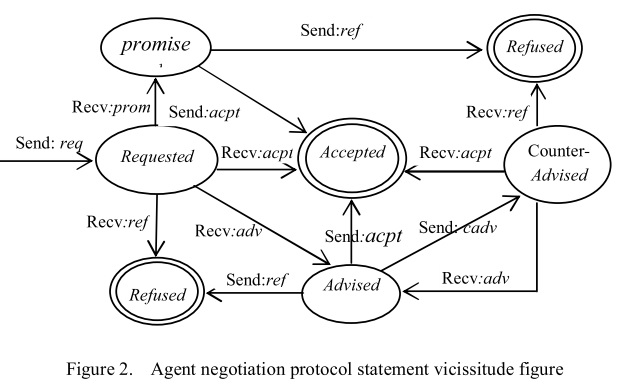 Send:ref
promise
,
Refused
Recv:prom
Send:acpt
Recv:ref
Send: req
Requested
Recv:acpt
Accepted
Recv:acpt
Counter-
Advised
Recv:ref
Recv:adv
Send:acpt
Send: cadv
Refused
Send:ref
Advised
Recv:adv
Figure 2. Agent negotiation protocol statement vicissitude figure